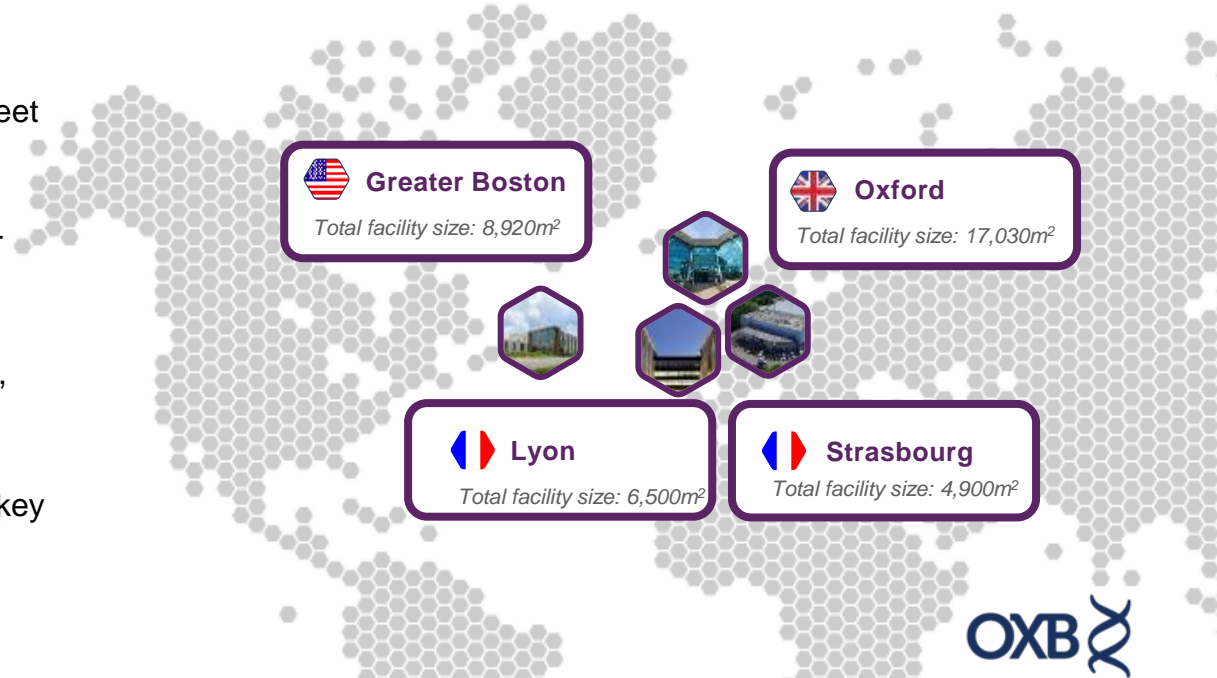 eet
Greater Boston
Total facility size: 8,920m²
Oxford
Total facility size: 17,030m²
,
key
Lyon
Total facility size: 6,500m²
Strasbourg
Total facility size: 4,900m²
OXB